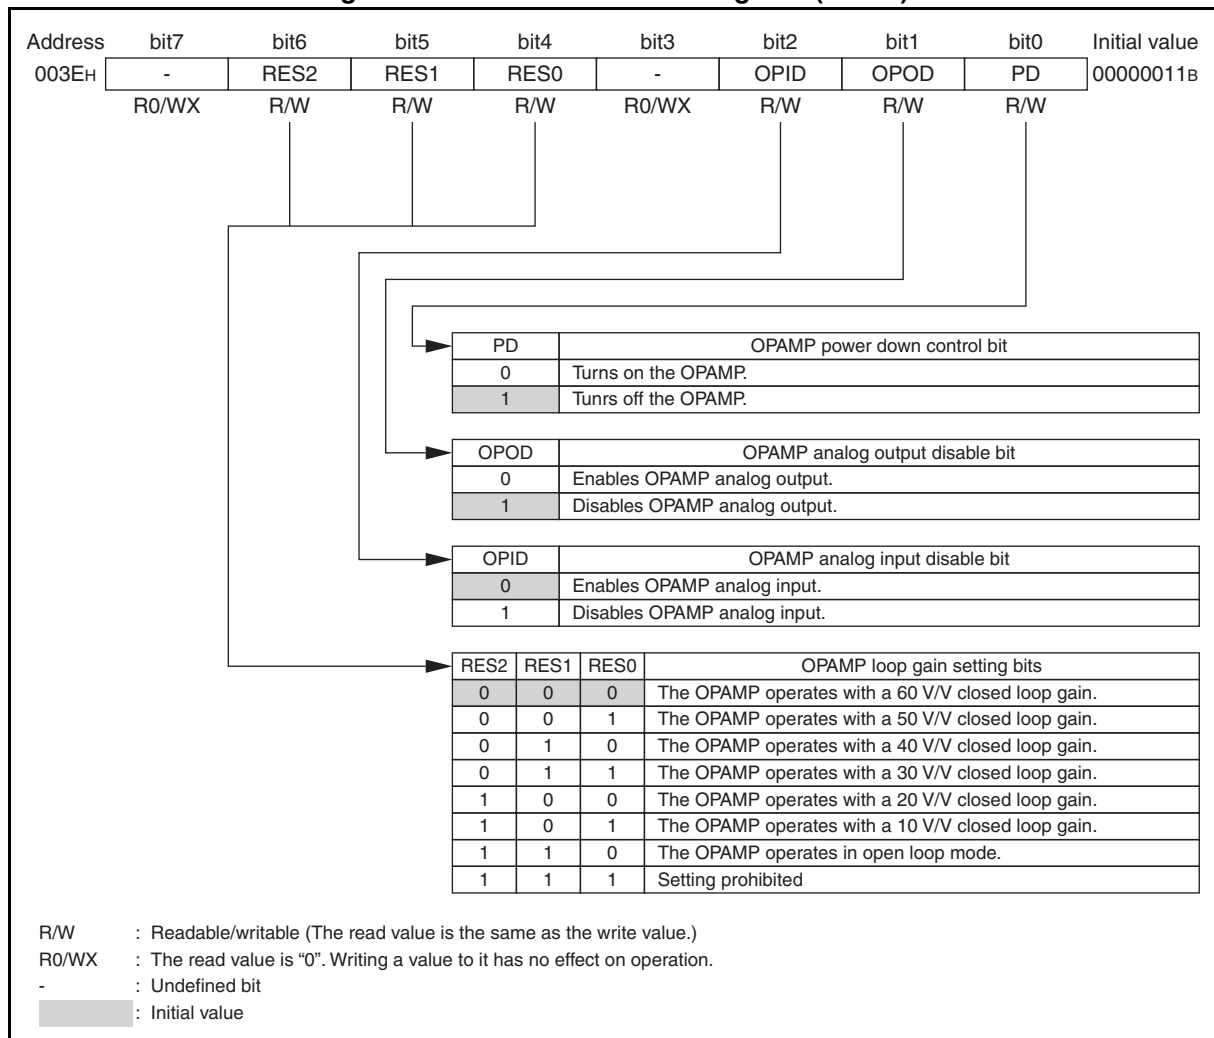 Address bit7 bit6 bit5 bit4 bit3 bit2 bit1 bit0 Initial value
003EH - RES2 RES1 RES0 - OPID OPOD PD 00000011B
R0/WX R/W R/W R/W R0/WX R/W R/W R/W
PD OPAMP power down control bit
0 Turns on the OPAMP.
1 Tunrs off the OPAMP.
OPOD OPAMP analog output disable bit
0 Enables OPAMP analog output.
1 Disables OPAMP analog output.
OPID OPAMP analog input disable bit
0 Enables OPAMP analog input.
1 Disables OPAMP analog input.
RES2 RES1 RES0 OPAMP loop gain setting bits
0 0 0 The OPAMP operates with a 60 V/V closed loop gain.
0 0 1 The OPAMP operates with a 50 V/V closed loop gain.
0 1 0 The OPAMP operates with a 40 V/V closed loop gain.
0 1 1 The OPAMP operates with a 30 V/V closed loop gain.
1 0 0 The OPAMP operates with a 20 V/V closed loop gain.
1 0 1 The OPAMP operates with a 10 V/V closed loop gain.
1 1 0 The OPAMP operates in open loop mode.
1 1 1 Setting prohibited
R/W : Readable/writable (The read value is the same as the write value.)
R0/WX : The read value is “0”. Writing a value to it has no effect on operation.
- : Undefined bit
: Initial value